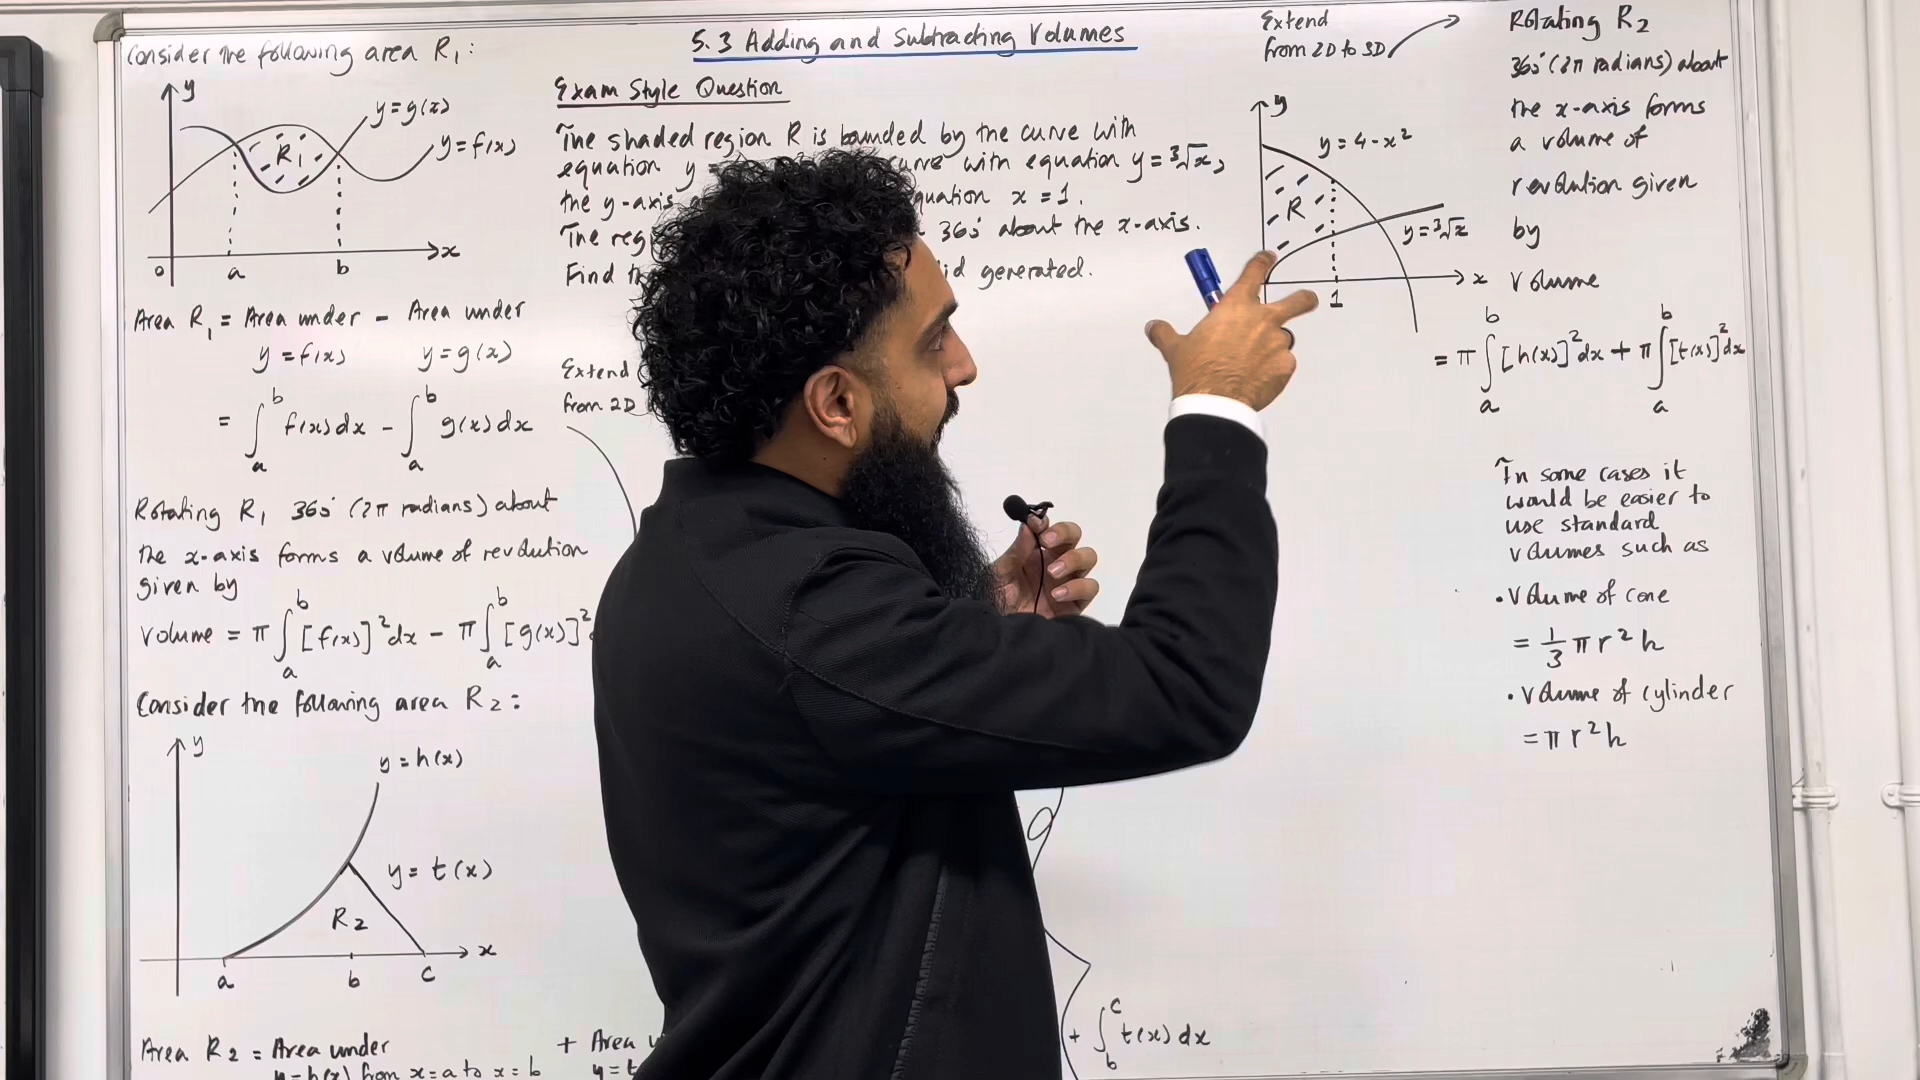 5.3 Adding and Subtracting Volumes
Consider the following area R₁:
y
y = g(x)
y = f(x)
R₁
x
0
a
b
Area R₁ = Area under - Area under
y = f(x) y = g(x)
= ∫ₐᵇ f(x) dx - ∫ₐᵇ g(x) dx
Rotating R₁ 360° (2π radians) about
the x-axis forms a volume of revolution
given by
Volume = π ∫ₐᵇ [f(x)]² dx - π ∫ₐᵇ [g(x)]²
Consider the following area R₂:
y
y = h(x)
y = t(x)
R₂
x
a
b
c
Area R₂ = Area under + Area
y = h(x) from x = a to x = b y = t
+ ∫_b^c t(x) dx
Extend
from 2D
Exam Style Question
The shaded region R is bounded by the curve with
equation y = curve with equation y = ³√x,
the y-axis equation x = 1.
The 360° about the x-axis.
Find generated.
y
y = 4 - x²
R
y = ³√x
x
1
Extend
from 2D to 3D
Rotating R₂
360° (2π radians) about
the x-axis forms
a volume of
revolution given
by
Volume
= π ∫ₐᵇ [h(x)]² dx + π ∫ₐᵇ [t(x)]² dx
In some cases it
would be easier to
use standard
volumes such as
• Volume of cone
= 1/3 π r² h
• Volume of cylinder
= π r² h